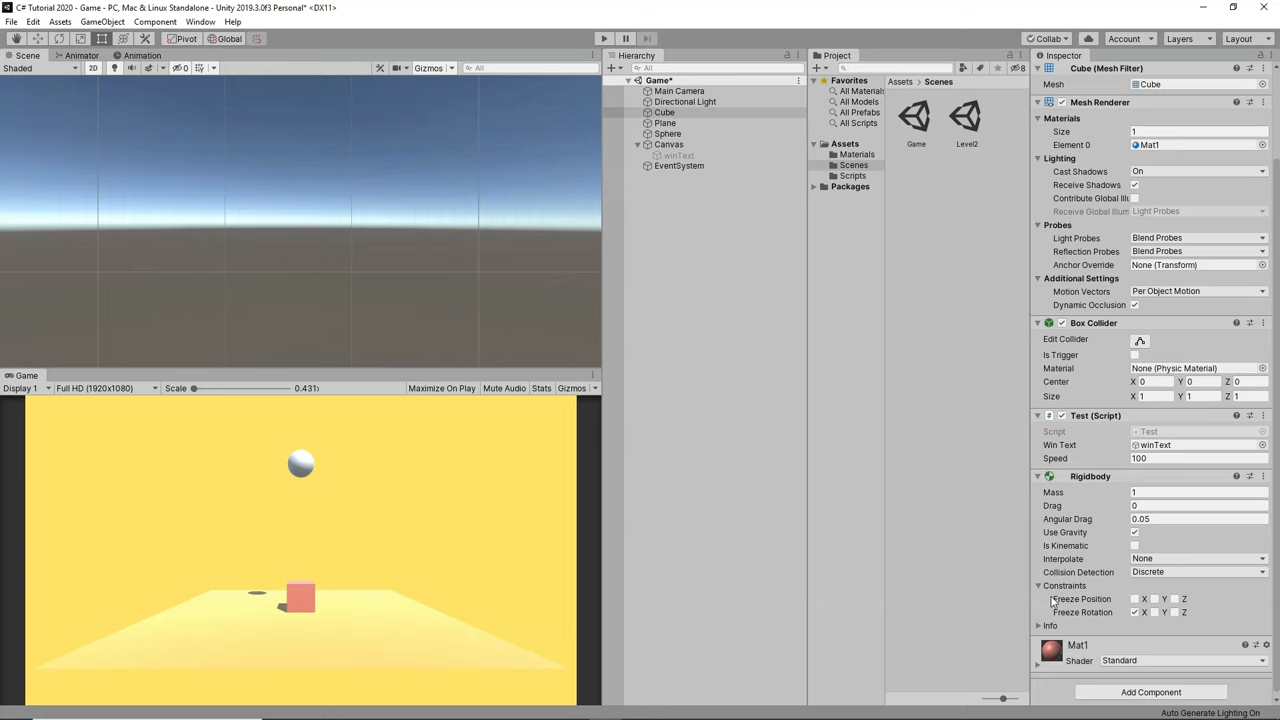 C# Tutorial 2020 - Game - PC, Mac & Linux Standalone - Unity 2019.3.0f3 Personal* <DX11>
File Edit Assets GameObject Component Window Help
Pivot Global Collab Account Layers Layout
Scene Animator Animation
Shaded 2D 0 Gizmos All
Game
Display 1 Full HD (1920x1080) Scale 0.431 Maximize On Play Mute Audio Stats Gizmos
Hierarchy
All
Game*
Main Camera
Directional Light
Cube
Plane
Sphere
Canvas
winText
EventSystem
Project
8
Favorites
All Materials
All Models
All Prefabs
All Scripts
Assets
Materials
Scenes
Scripts
Packages
Assets > Scenes
Game Level2
Inspector
Cube (Mesh Filter)
Mesh Cube
Mesh Renderer
Materials
Size 1
Element 0 Mat1
Lighting
Cast Shadows On
Receive Shadows
Contribute Global Illu
Receive Global Illum Light Probes
Probes
Light Probes Blend Probes
Reflection Probes Blend Probes
Anchor Override None (Transform)
Additional Settings
Motion Vectors Per Object Motion
Dynamic Occlusion
Box Collider
Edit Collider
Is Trigger
Material None (Physic Material)
Center X 0 Y 0 Z 0
Size X 1 Y 1 Z 1
Test (Script)
Script Test
Win Text winText
Speed 100
Rigidbody
Mass 1
Drag 0
Angular Drag 0.05
Use Gravity
Is Kinematic
Interpolate None
Collision Detection Discrete
Constraints
Freeze Position X Y Z
Freeze Rotation X Y Z
Info
Mat1
Shader Standard
Add Component
Auto Generate Lighting On